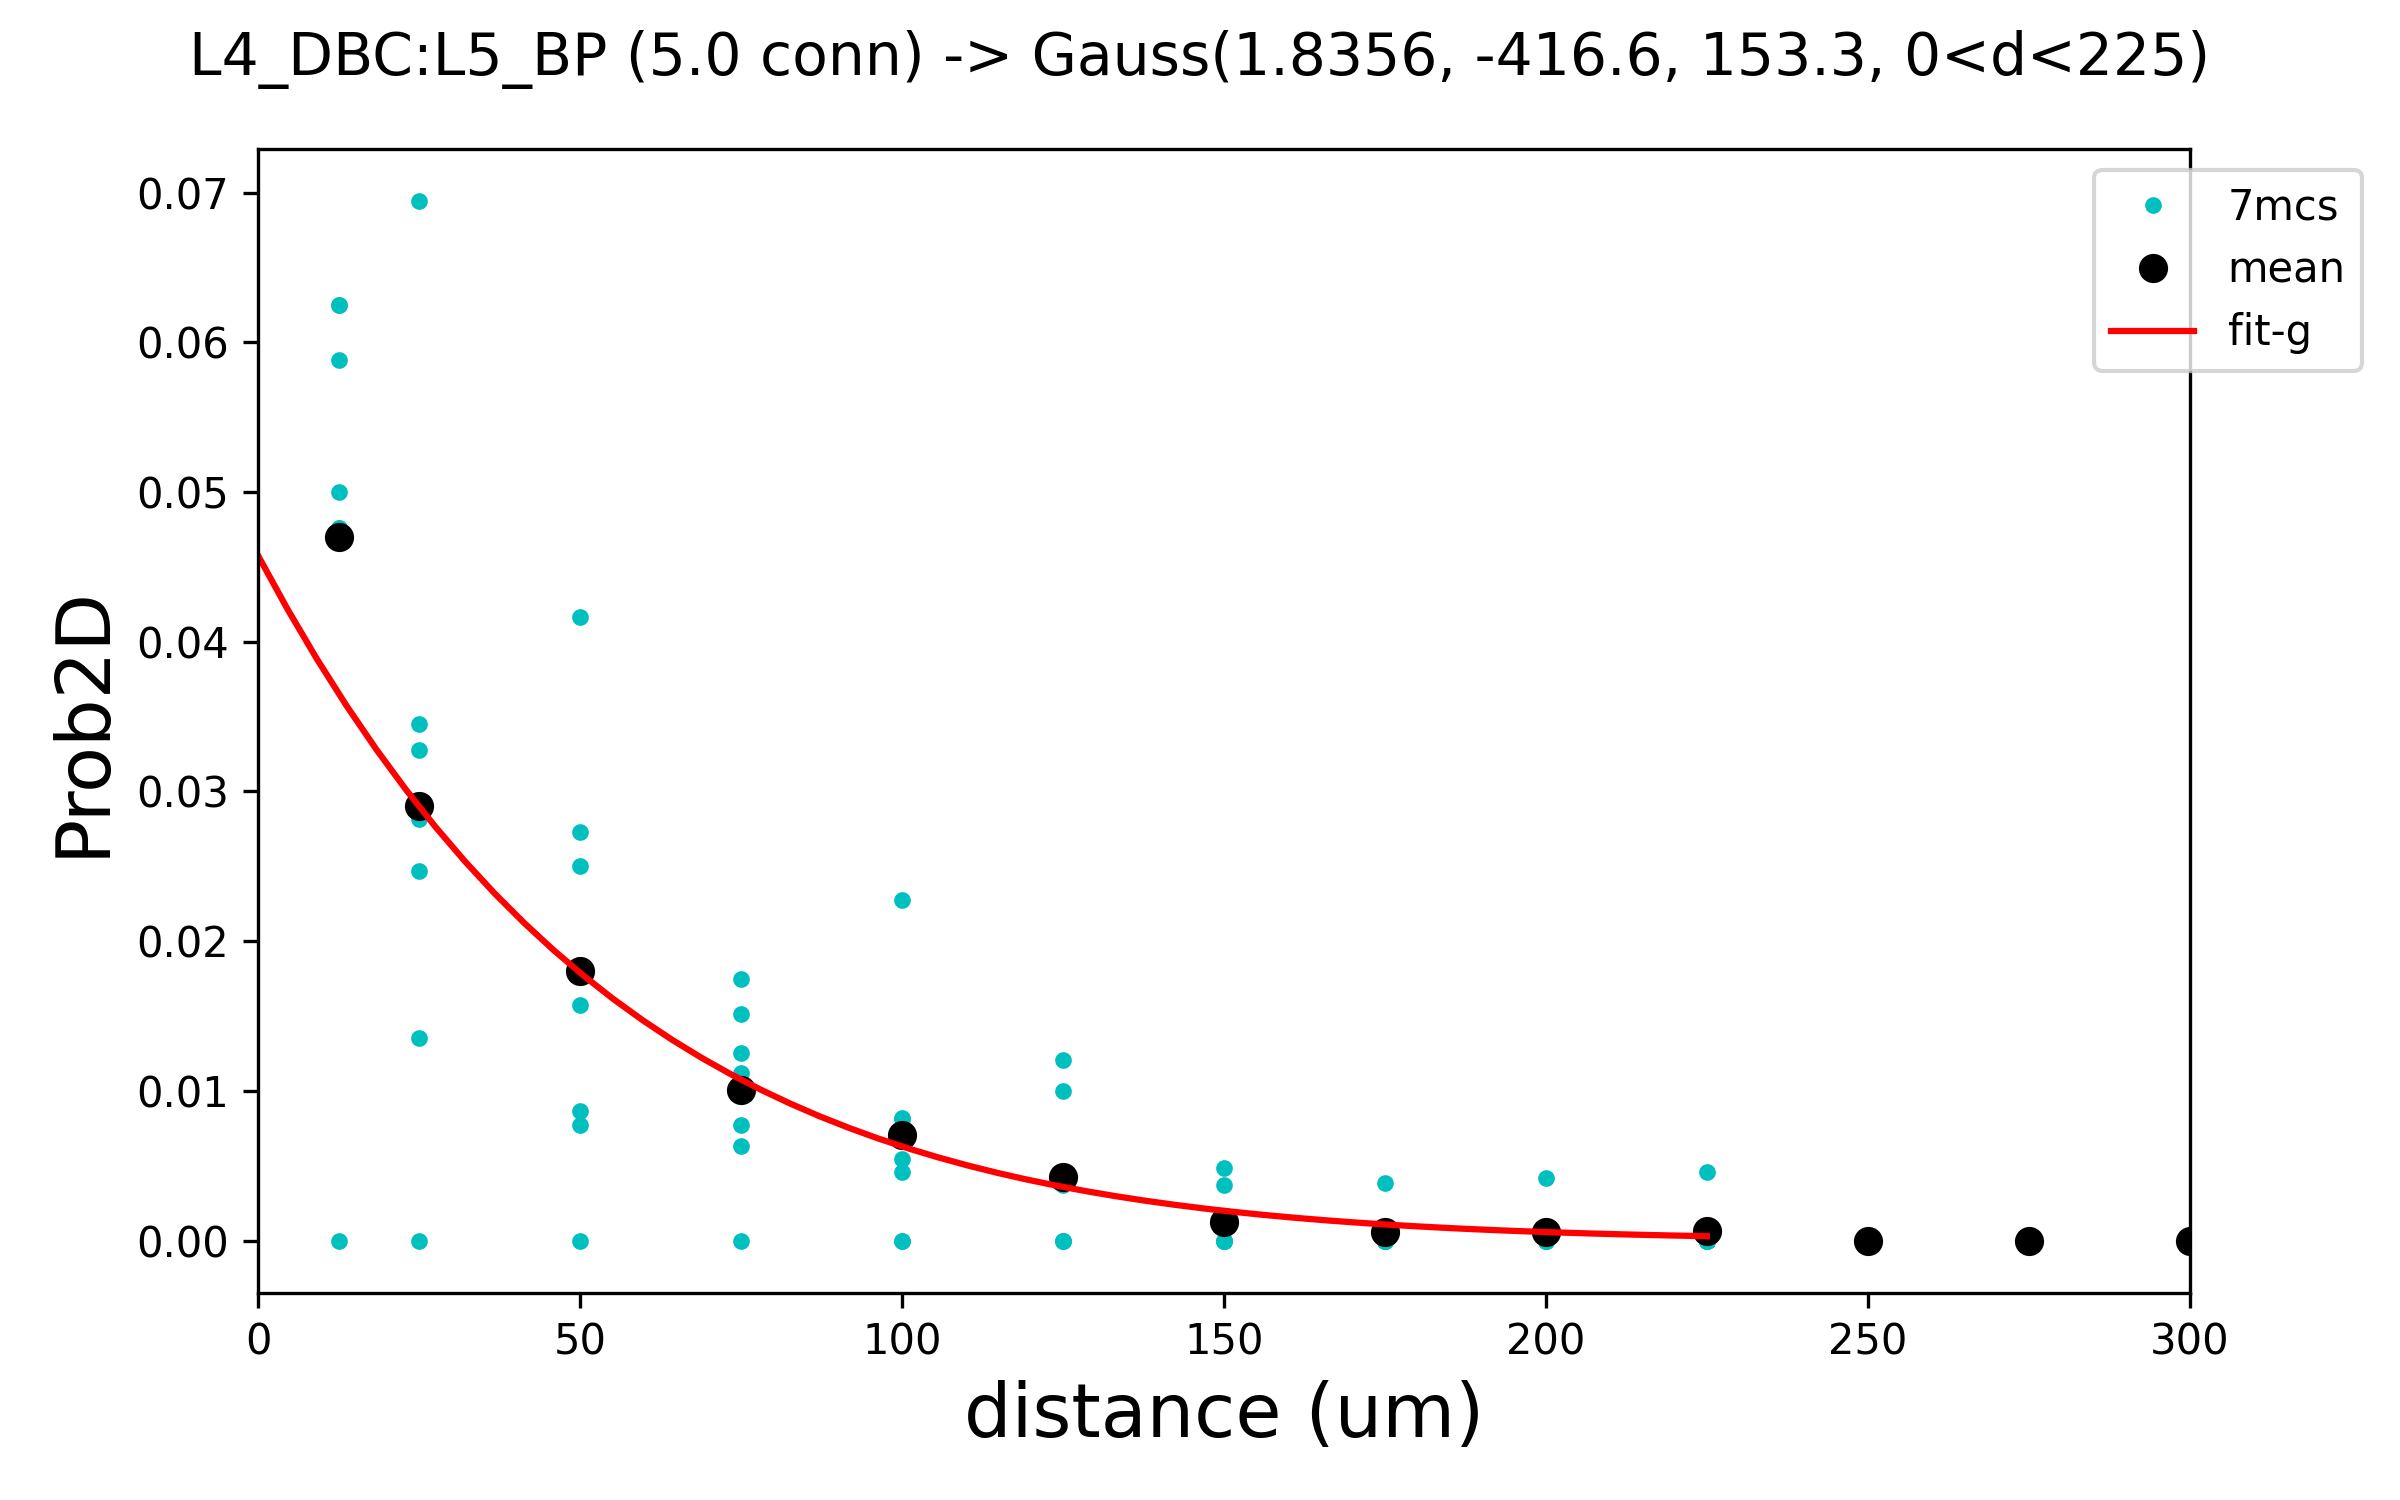 L4_DBC:L5_BP (5.0 conn) -> Gauss(1.8356, -416.6, 153.3, 0<d<225)
7mcs
mean
fit-g
Prob2D
0.07
0.06
0.05
0.04
0.03
0.02
0.01
0.00
0 50 100 150 200 250 300
distance (um)